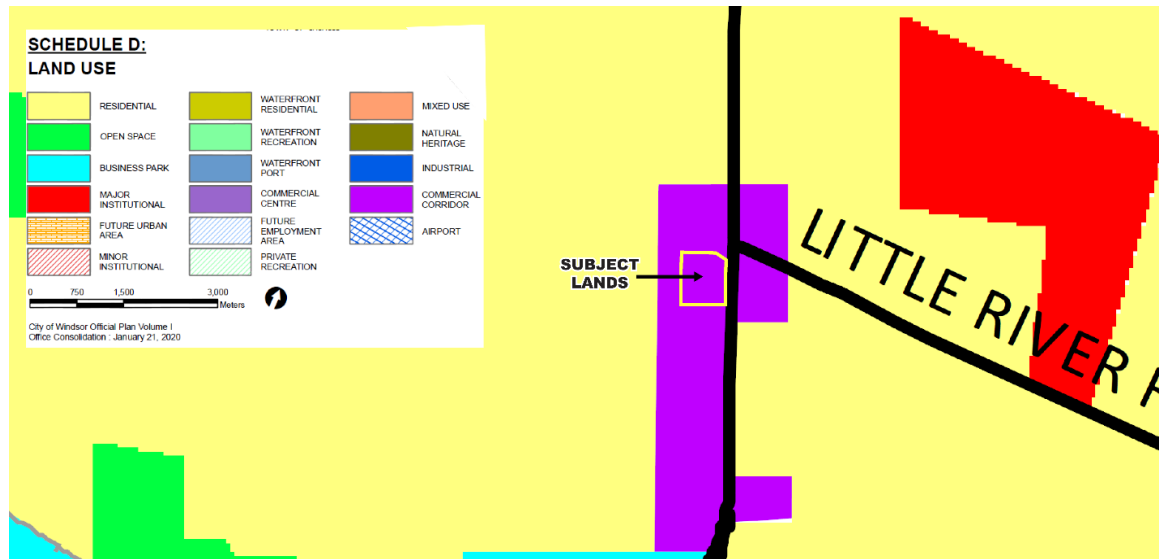 SCHEDULE D:
LAND USE
RESIDENTIAL
OPEN SPACE
BUSINESS PARK
MAJOR
INSTITUTIONAL
FUTURE URBAN
AREA
MINOR
INSTITUTIONAL
WATERFRONT
RESIDENTIAL
WATERFRONT
RECREATION
WATERFRONT
PORT
COMMERCIAL
CENTRE
FUTURE
EMPLOYMENT
AREA
PRIVATE
RECREATION
MIXED USE
NATURAL
HERITAGE
INDUSTRIAL
COMMERCIAL
CORRIDOR
AIRPORT
0 750 1,500 3,000
Meters
City of Windsor Official Plan Volume I
Office Consolidation : January 21, 2020
SUBJECT
LANDS
LITTLE RIVER